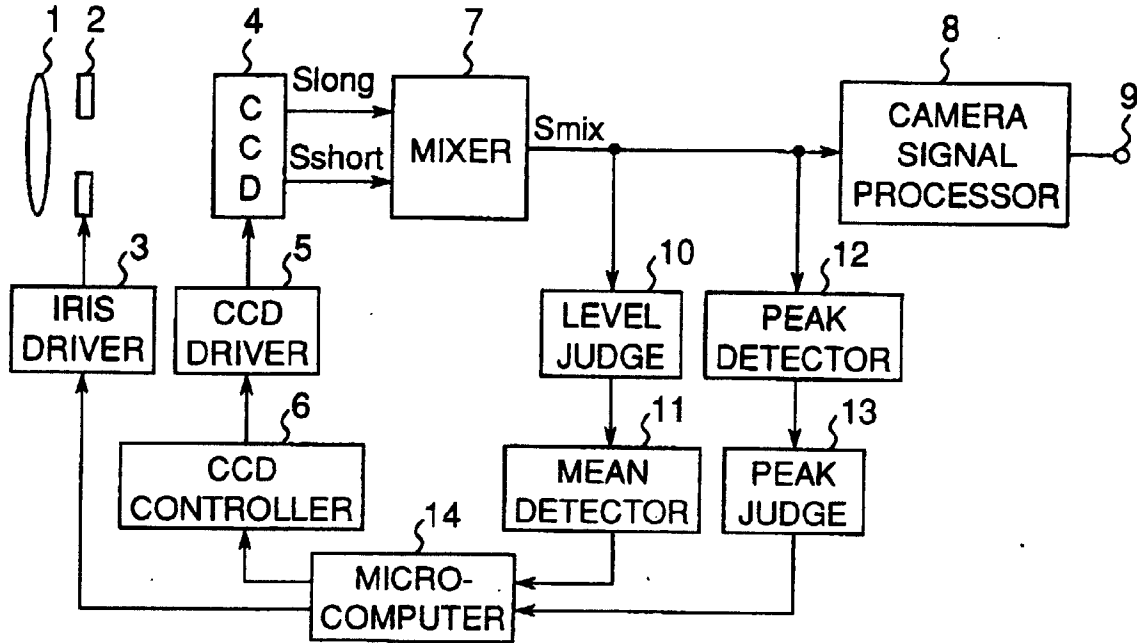 1 2 4 7 8 9
C
C
D
Slong
Sshort
MIXER
Smix
CAMERA
SIGNAL
PROCESSOR
3 5 10 12
IRIS
DRIVER
CCD
DRIVER
LEVEL
JUDGE
PEAK
DETECTOR
6 11 13
CCD
CONTROLLER
MEAN
DETECTOR
PEAK
JUDGE
14
MICRO-
COMPUTER